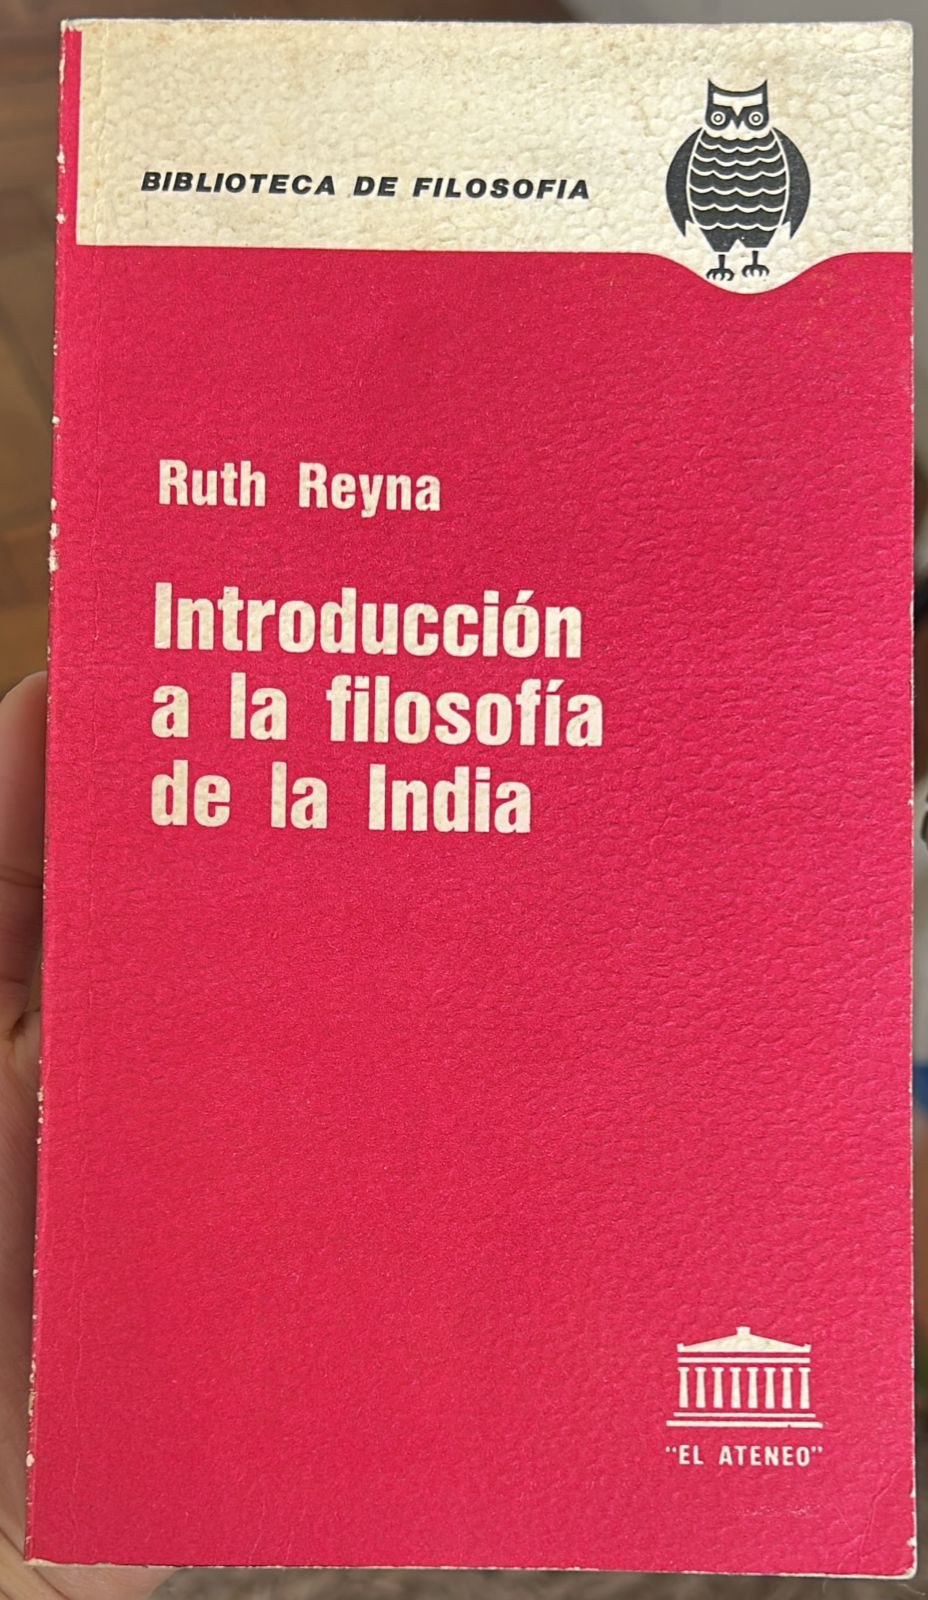 BIBLIOTECA DE FILOSOFIA
Ruth Reyna
Introducción
a la filosofía
de la India
"EL ATENEO"